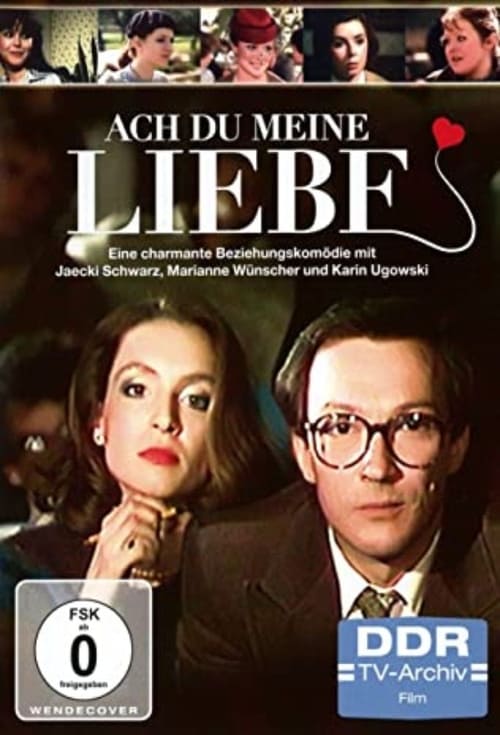 ACH DU MEINE
LIEBE
Eine charmante Beziehungskomödie mit
Jaecki Schwarz, Marianne Wünscher und Karin Ugowski
FSK
ab
0
freigegeben
WENDECOVER
DDR
TV-Archiv
Film